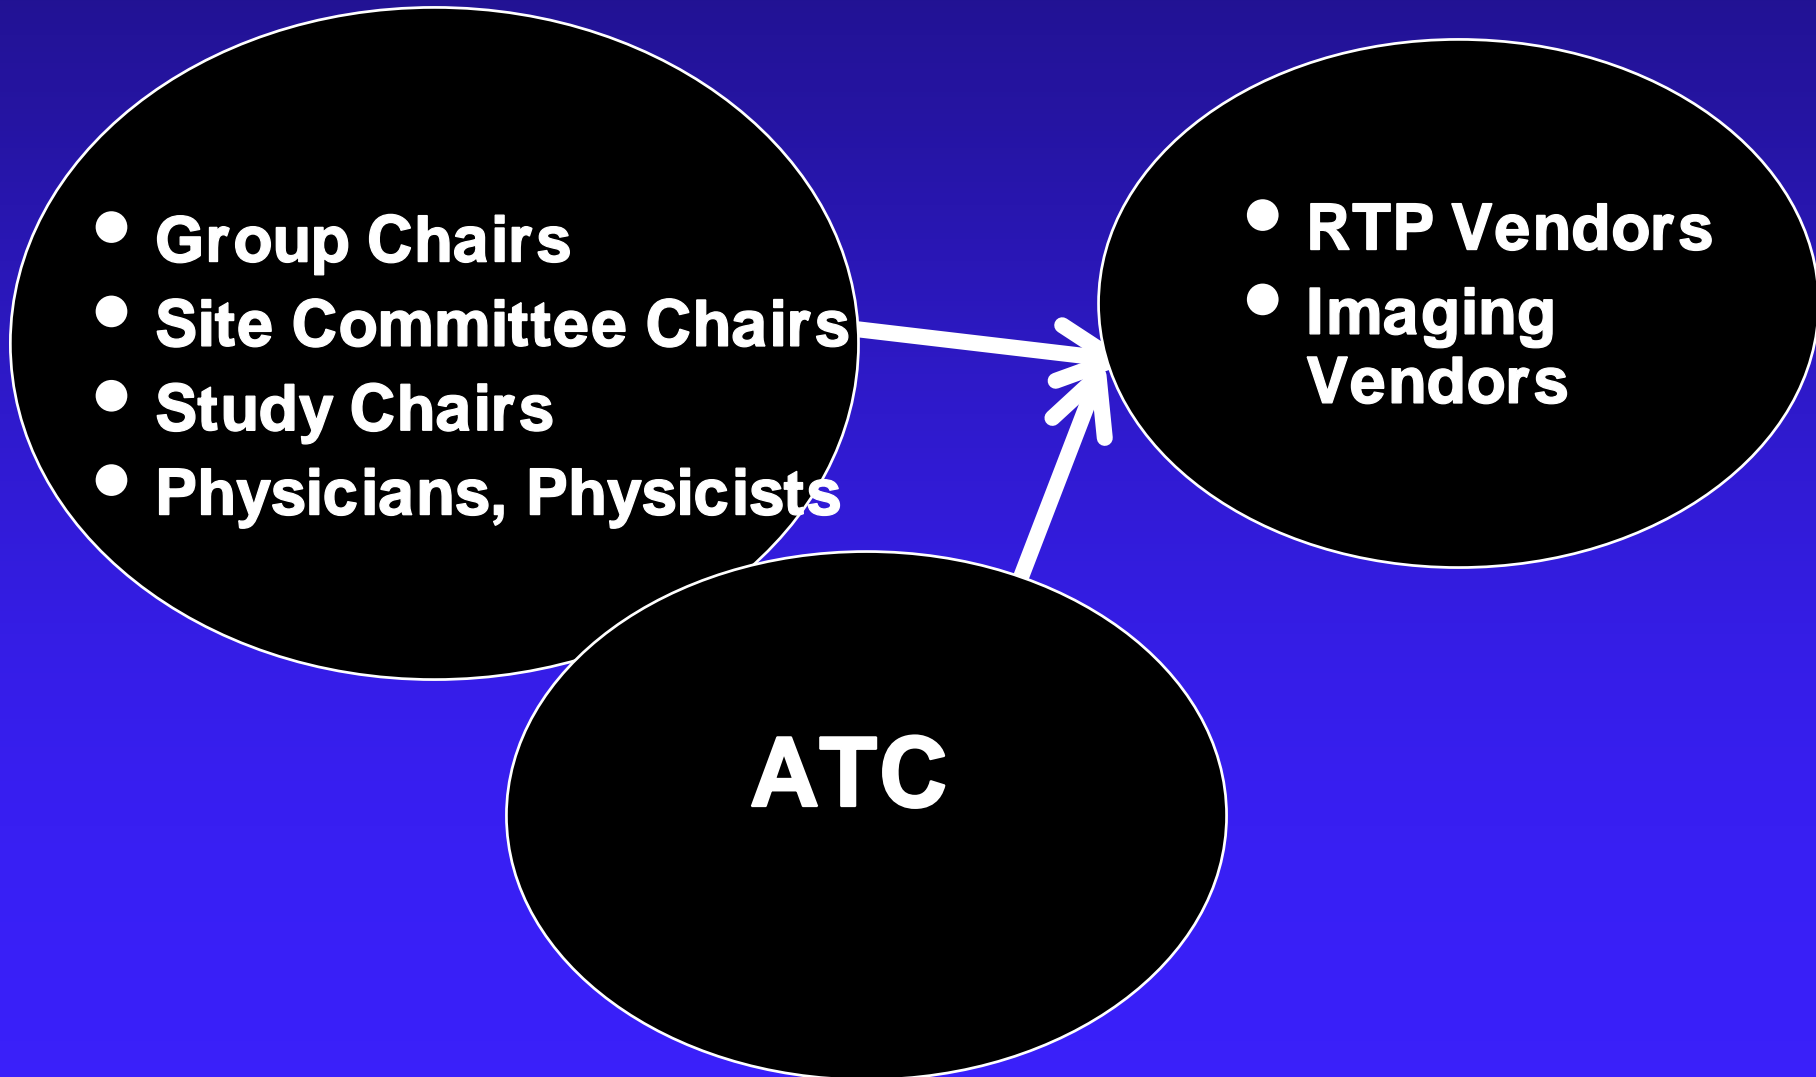 • Group Chairs
• Site Committee Chairs
• Study Chairs
• Physicians, Physicists
• RTP Vendors
• Imaging
Vendors
ATC